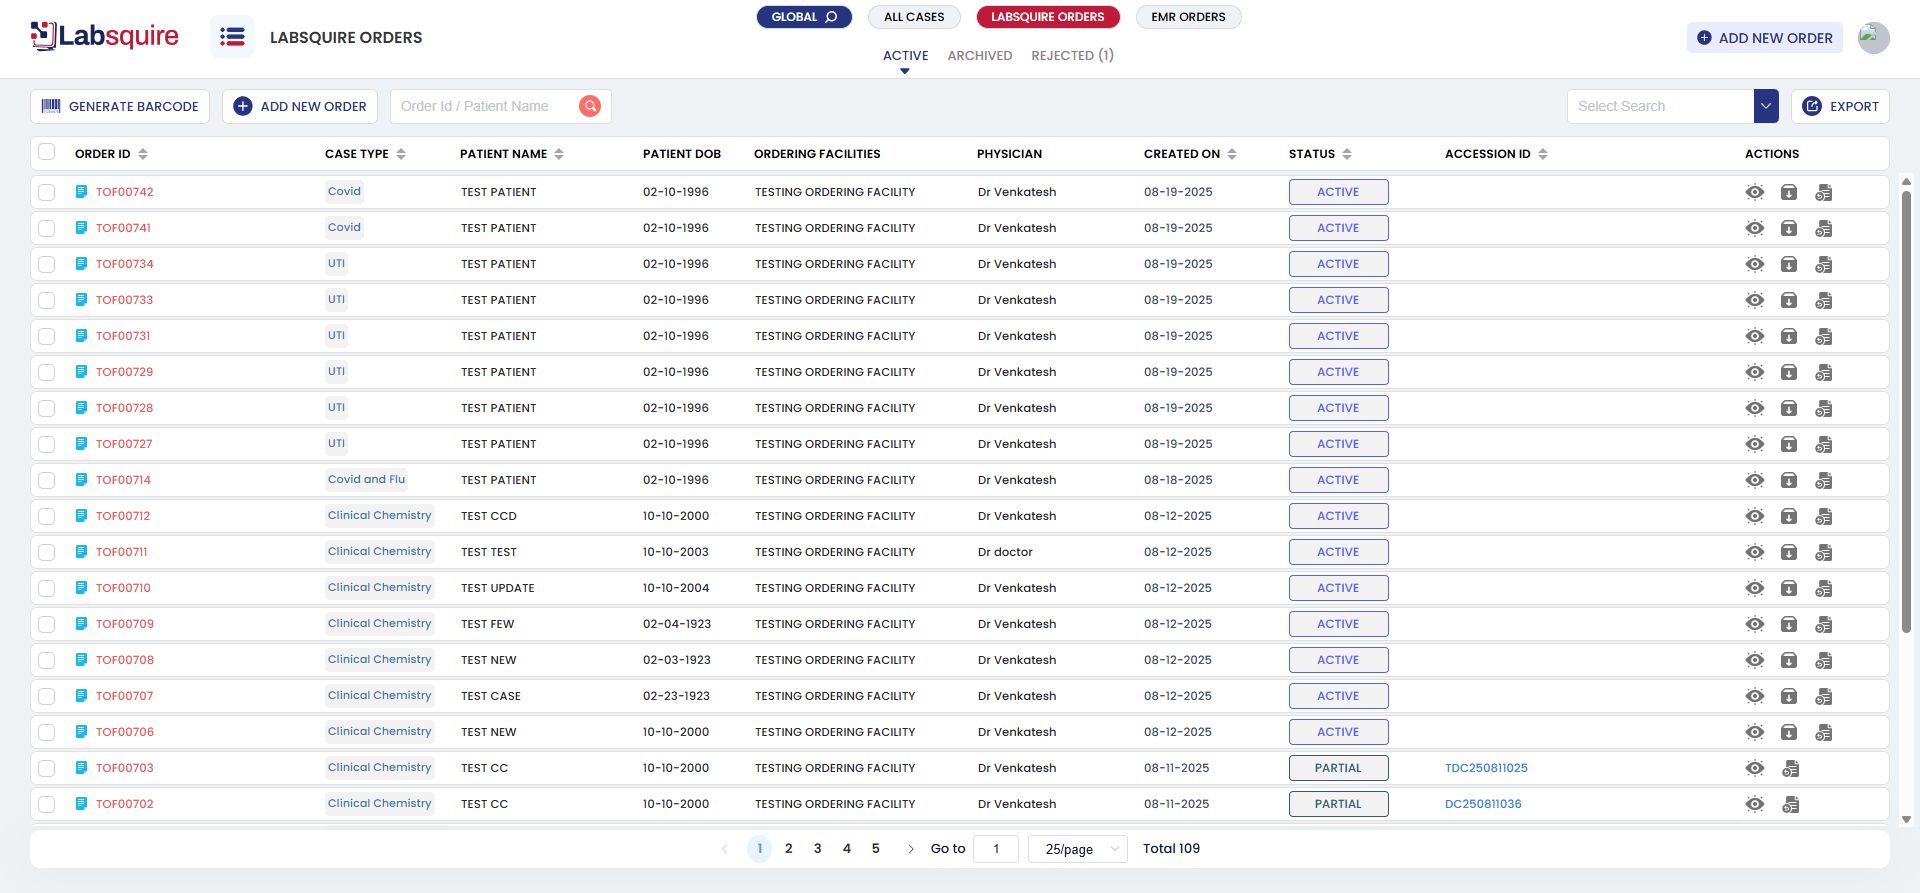 Labsquire
LABSQUIRE ORDERS
GLOBAL ALL CASES LABSQUIRE ORDERS EMR ORDERS
ACTIVE ARCHIVED REJECTED (1)
ADD NEW ORDER
GENERATE BARCODE ADD NEW ORDER Order Id / Patient Name Select Search EXPORT
ORDER ID CASE TYPE PATIENT NAME PATIENT DOB ORDERING FACILITIES PHYSICIAN CREATED ON STATUS ACCESSION ID ACTIONS
TOF00742 Covid TEST PATIENT 02-10-1996 TESTING ORDERING FACILITY Dr Venkatesh 08-19-2025 ACTIVE
TOF00741 Covid TEST PATIENT 02-10-1996 TESTING ORDERING FACILITY Dr Venkatesh 08-19-2025 ACTIVE
TOF00734 UTI TEST PATIENT 02-10-1996 TESTING ORDERING FACILITY Dr Venkatesh 08-19-2025 ACTIVE
TOF00733 UTI TEST PATIENT 02-10-1996 TESTING ORDERING FACILITY Dr Venkatesh 08-19-2025 ACTIVE
TOF00731 UTI TEST PATIENT 02-10-1996 TESTING ORDERING FACILITY Dr Venkatesh 08-19-2025 ACTIVE
TOF00729 UTI TEST PATIENT 02-10-1996 TESTING ORDERING FACILITY Dr Venkatesh 08-19-2025 ACTIVE
TOF00728 UTI TEST PATIENT 02-10-1996 TESTING ORDERING FACILITY Dr Venkatesh 08-19-2025 ACTIVE
TOF00727 UTI TEST PATIENT 02-10-1996 TESTING ORDERING FACILITY Dr Venkatesh 08-19-2025 ACTIVE
TOF00714 Covid and Flu TEST PATIENT 02-10-1996 TESTING ORDERING FACILITY Dr Venkatesh 08-18-2025 ACTIVE
TOF00712 Clinical Chemistry TEST CCD 10-10-2000 TESTING ORDERING FACILITY Dr Venkatesh 08-12-2025 ACTIVE
TOF00711 Clinical Chemistry TEST TEST 10-10-2003 TESTING ORDERING FACILITY Dr doctor 08-12-2025 ACTIVE
TOF00710 Clinical Chemistry TEST UPDATE 10-10-2004 TESTING ORDERING FACILITY Dr Venkatesh 08-12-2025 ACTIVE
TOF00709 Clinical Chemistry TEST FEW 02-04-1923 TESTING ORDERING FACILITY Dr Venkatesh 08-12-2025 ACTIVE
TOF00708 Clinical Chemistry TEST NEW 02-03-1923 TESTING ORDERING FACILITY Dr Venkatesh 08-12-2025 ACTIVE
TOF00707 Clinical Chemistry TEST CASE 02-23-1923 TESTING ORDERING FACILITY Dr Venkatesh 08-12-2025 ACTIVE
TOF00706 Clinical Chemistry TEST NEW 10-10-2000 TESTING ORDERING FACILITY Dr Venkatesh 08-12-2025 ACTIVE
TOF00703 Clinical Chemistry TEST CC 10-10-2000 TESTING ORDERING FACILITY Dr Venkatesh 08-11-2025 PARTIAL TDC250811025
TOF00702 Clinical Chemistry TEST CC 10-10-2000 TESTING ORDERING FACILITY Dr Venkatesh 08-11-2025 PARTIAL DC250811036
1 2 3 4 5 Go to 1 25/page Total 109